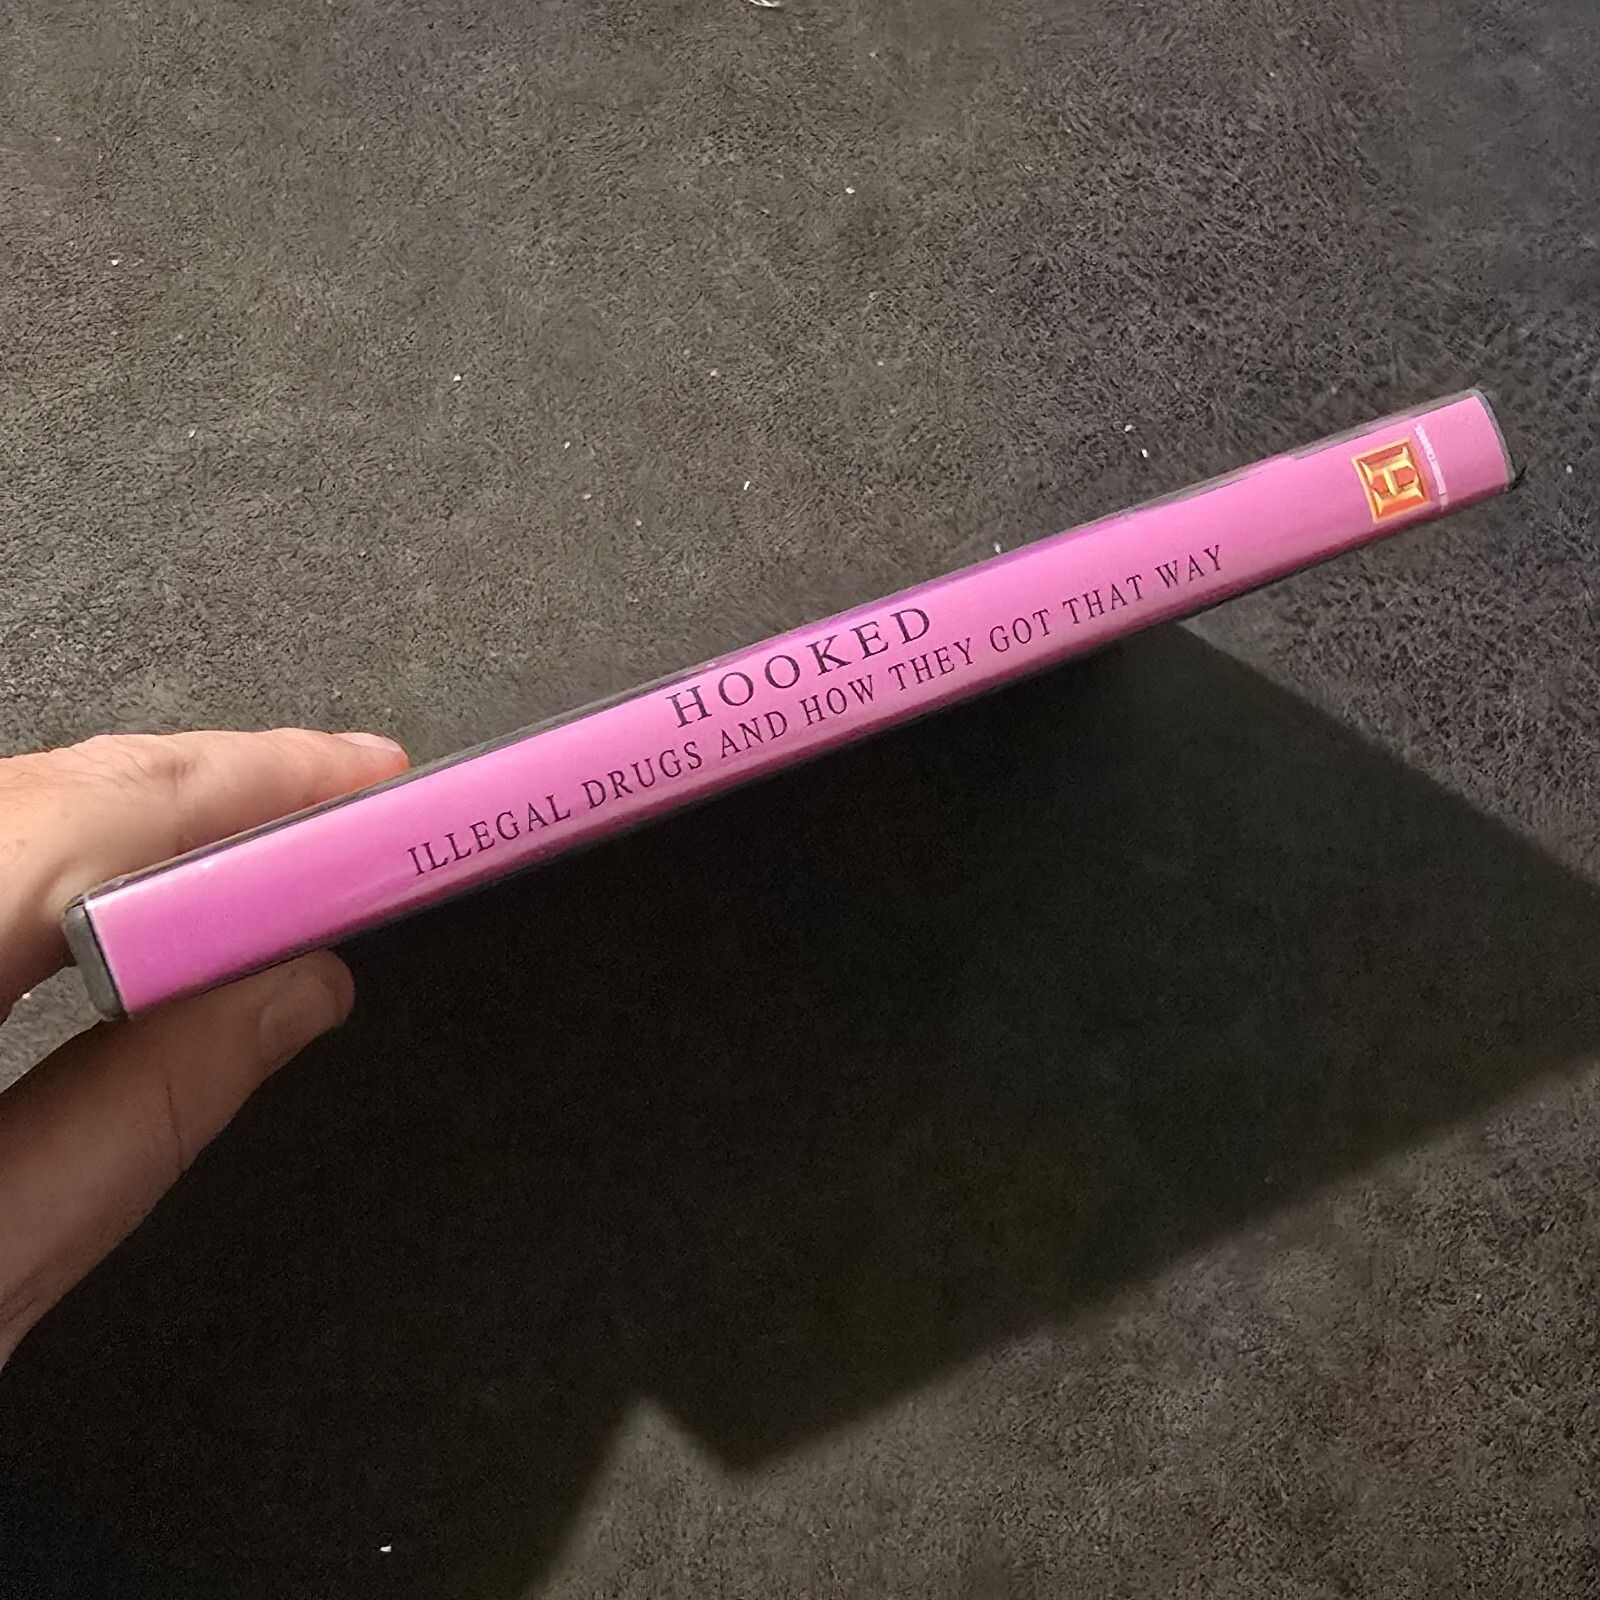 HOOKED
ILLEGAL DRUGS AND HOW THEY GOT THAT WAY
H